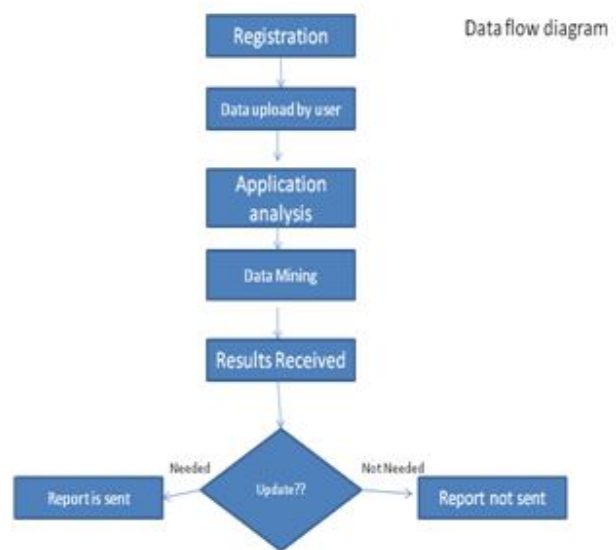 Data flow diagram
Registration
Data upload by user
Application
analysis
Data Mining
Results Received
Needed
Update??
Not Needed
Report is sent
Report not sent